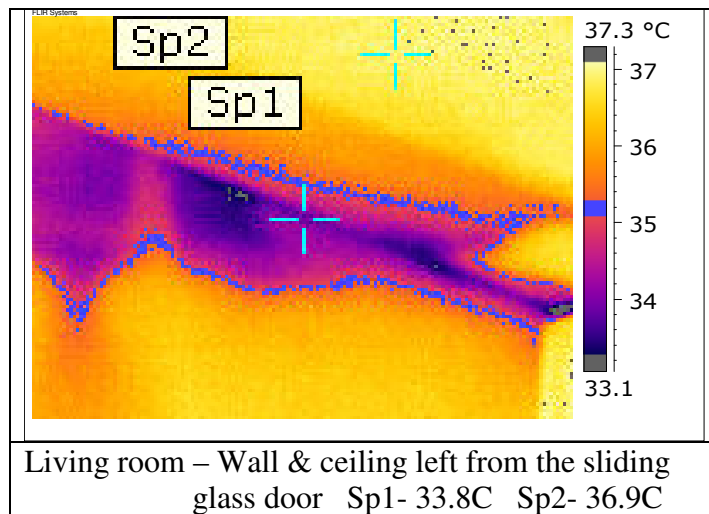 FLIR Systems
37.3 °C
Sp2
Sp1
37
36
35
34
33.1
Living room – Wall & ceiling left from the sliding
glass door Sp1- 33.8C Sp2- 36.9C